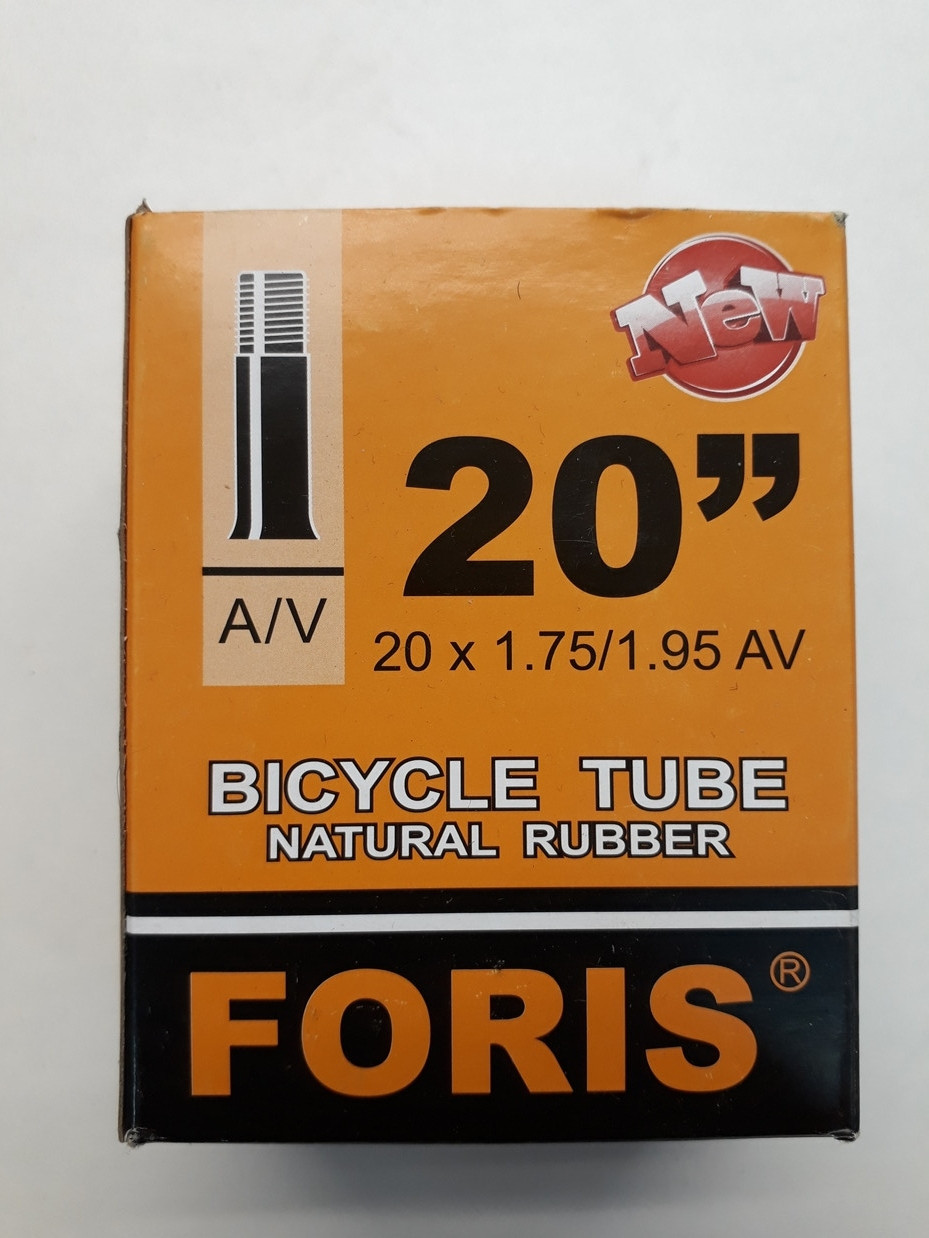 New
20”
A/V
20 x 1.75/1.95 AV
BICYCLE TUBE
NATURAL RUBBER
FORIS®